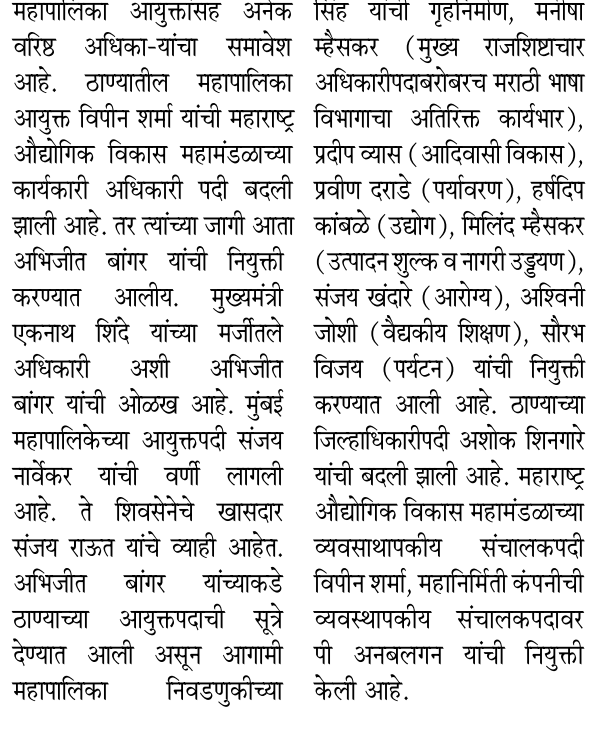 महापालिका आयुक्तांसह अनेक
वरिष्ठ अधिका-यांचा समावेश
आहे. ठाण्यातील महापालिका
आयुक्त विपीन शर्मा यांची महाराष्ट्र
औद्योगिक विकास महामंडळाच्या
कार्यकारी अधिकारी पदी बदली
झाली आहे. तर त्यांच्या जागी आता
अभिजीत बांगर यांची नियुक्ती
करण्यात आलीय. मुख्यमंत्री
एकनाथ शिंदे यांच्या मर्जीतले
अधिकारी अशी अभिजीत
बांगर यांची ओळख आहे. मुंबई
महापालिकेच्या आयुक्तपदी संजय
नार्वेकर यांची वर्णी लागली
आहे. ते शिवसेनेचे खासदार
संजय राऊत यांचे व्याही आहेत.
अभिजीत बांगर यांच्याकडे
ठाण्याच्या आयुक्तपदाची सूत्रे
देण्यात आली असून आगामी
महापालिका निवडणुकीच्या
सिंह यांची गृहनिर्माण, मनीषा
म्हैसकर (मुख्य राजशिष्टाचार
अधिकारीपदाबरोबरच मराठी भाषा
विभागाचा अतिरिक्त कार्यभार),
प्रदीप व्यास (आदिवासी विकास),
प्रवीण दराडे (पर्यावरण), हर्षदिप
कांबळे (उद्योग), मिलिंद म्हैसकर
(उत्पादन शुल्क व नागरी उड्डयण),
संजय खंदारे (आरोग्य), अश्विनी
जोशी (वैद्यकीय शिक्षण), सौरभ
विजय (पर्यटन) यांची नियुक्ती
करण्यात आली आहे. ठाण्याच्या
जिल्हाधिकारीपदी अशोक शिनगारे
यांची बदली झाली आहे. महाराष्ट्र
औद्योगिक विकास महामंडळाच्या
व्यवसाथापकीय संचालकपदी
विपीन शर्मा, महानिर्मिती कंपनीची
व्यवस्थापकीय संचालकपदावर
पी अनबलगन यांची नियुक्ती
केली आहे.